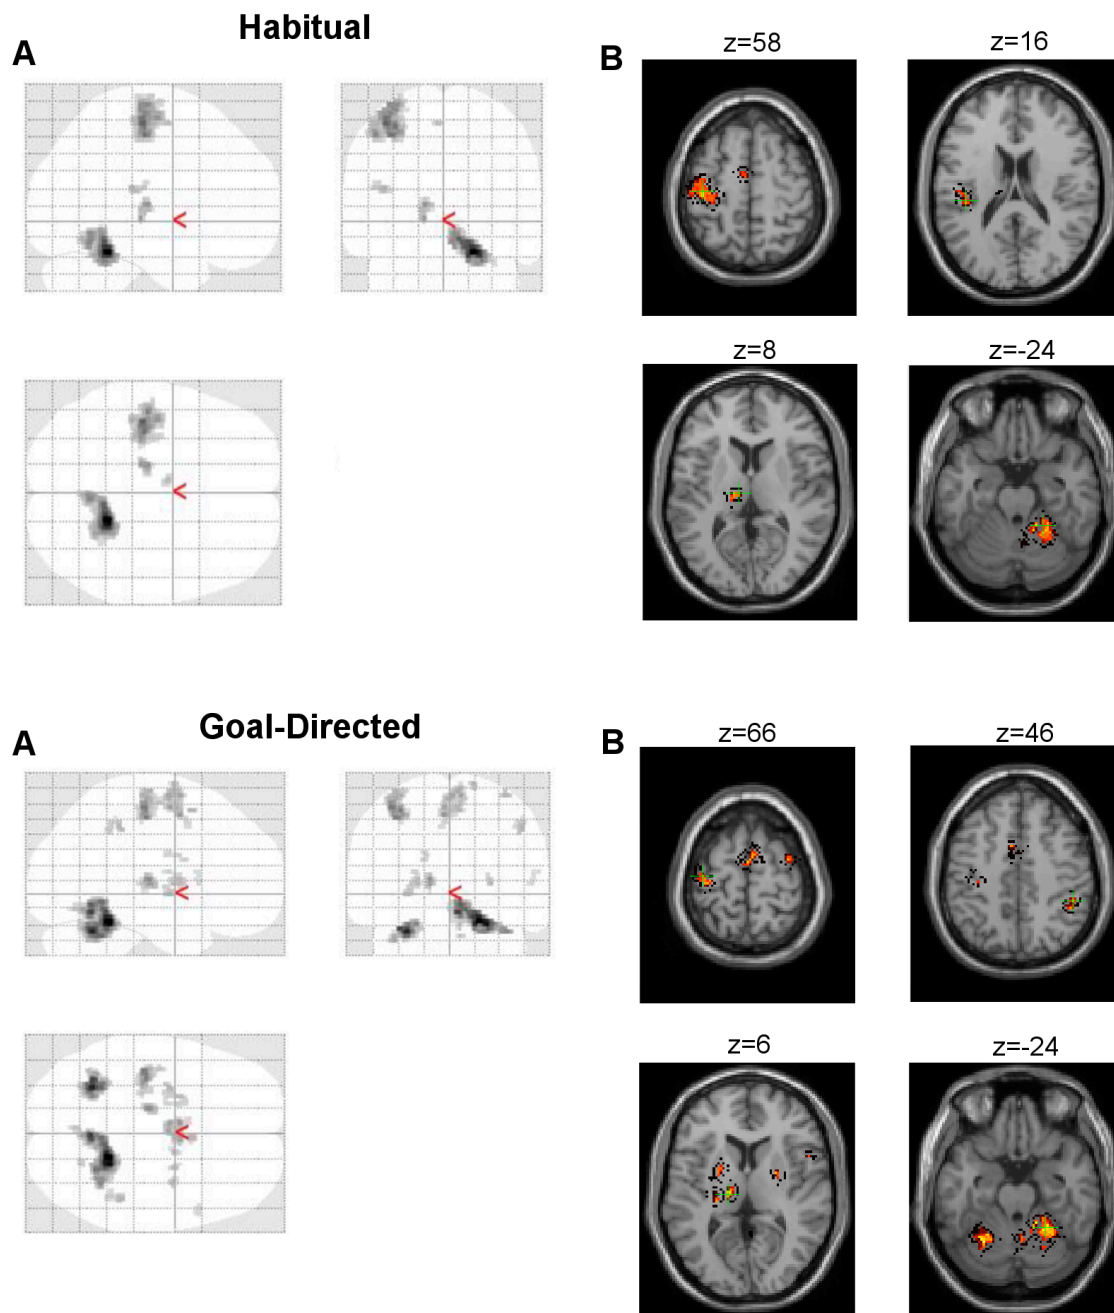 Habitual
A
B
z=58
z=16
<
<
z=8
z=-24
<
Goal-Directed
A
B
z=66
z=46
<
<
z=6
z=-24
<